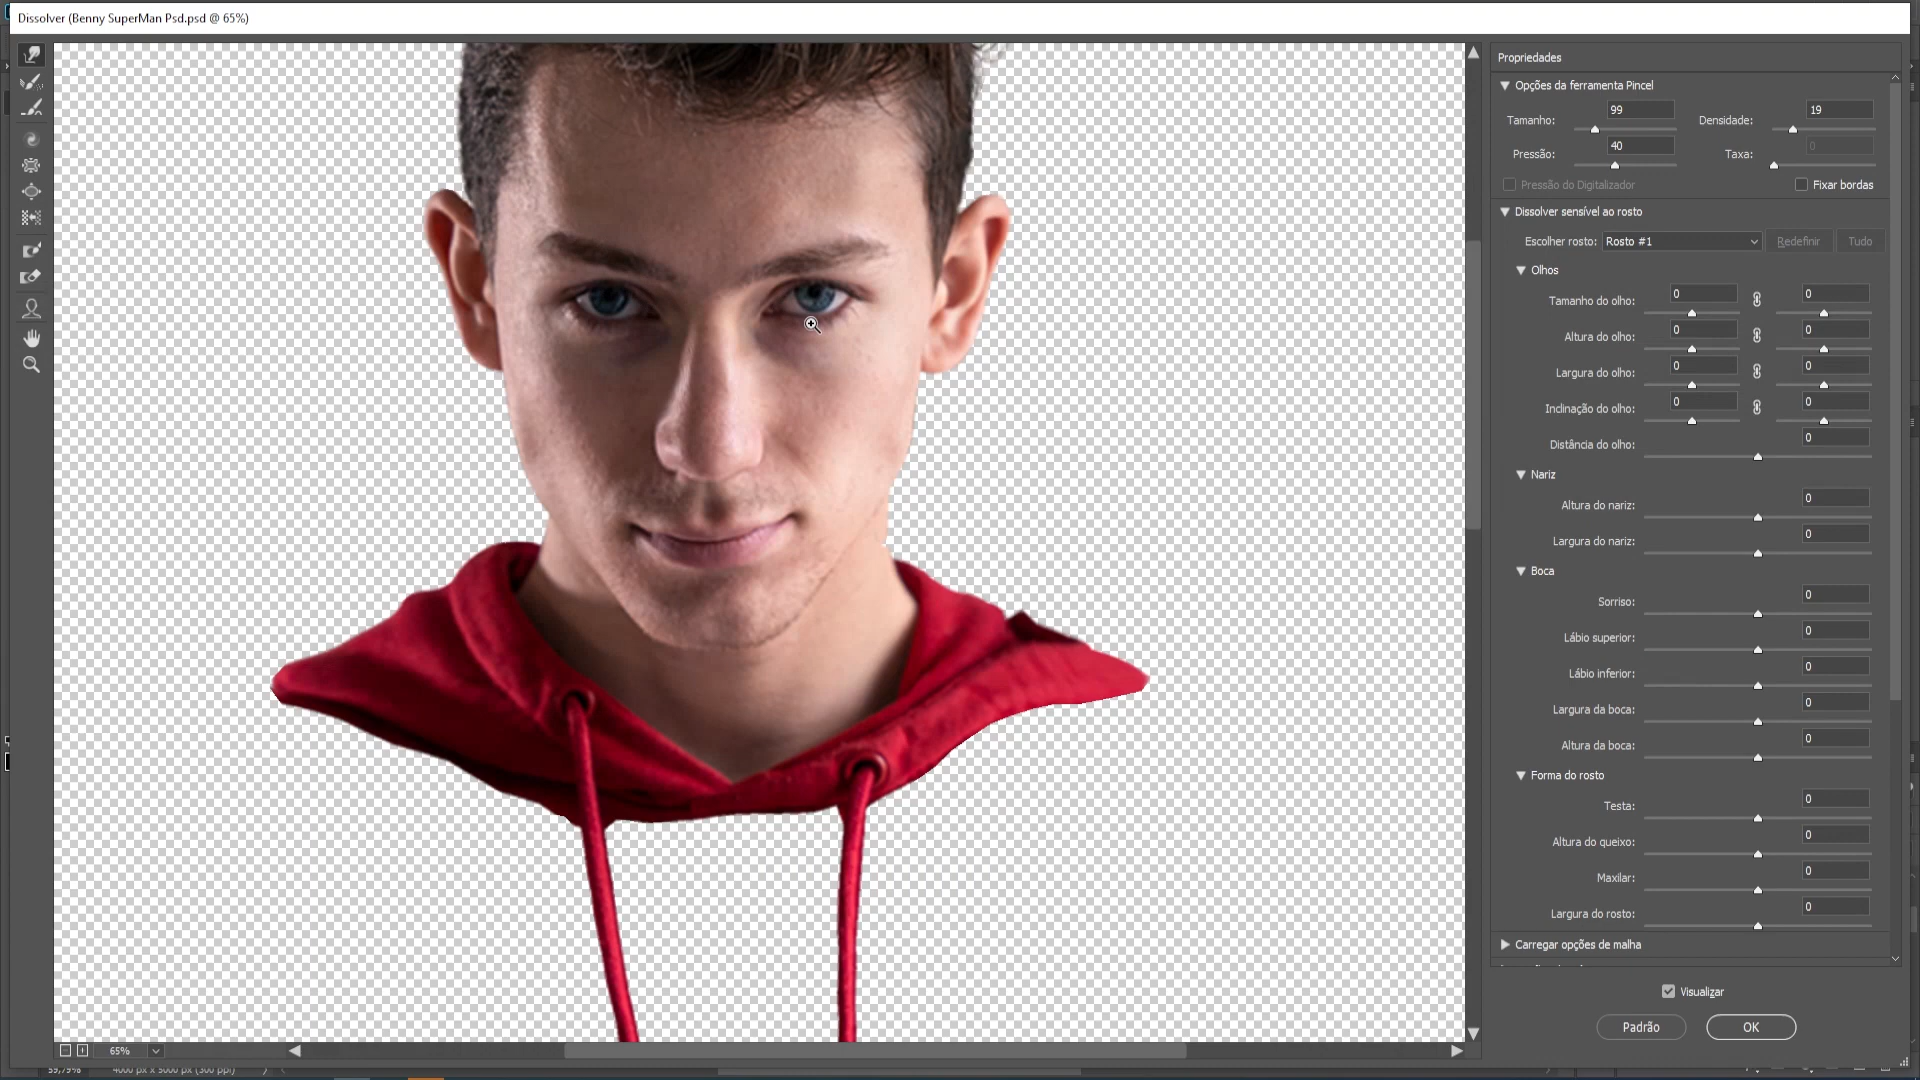 Dissolver (Benny SuperMan Psd.psd @ 65%)
Propriedades
Opções da ferramenta Pincel
Tamanho: 99 Densidade: 19
Pressão: 40 Taxa: 0
Pressão do Digitalizador Fixar bordas
Dissolver sensível ao rosto
Escolher rosto: Rosto #1 Redefinir Tudo
Olhos
Tamanho do olho: 0 0
Altura do olho: 0 0
Largura do olho: 0 0
Inclinação do olho: 0 0
Distância do olho: 0
Nariz
Altura do nariz: 0
Largura do nariz: 0
Boca
Sorriso: 0
Lábio superior: 0
Lábio inferior: 0
Largura da boca: 0
Altura da boca: 0
Forma do rosto
Testa: 0
Altura do queixo: 0
Maxilar: 0
Largura do rosto: 0
Carregar opções de malha
Visualizar
Padrão OK
65%
59,79% 4000 px x 5000 px (300 ppi)